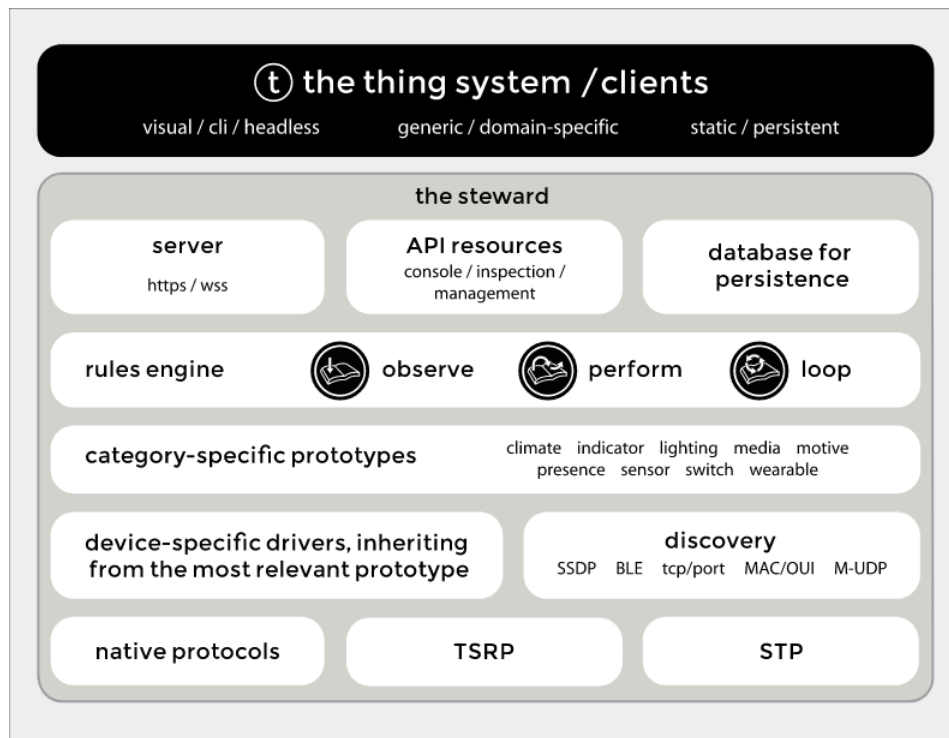 t the thing system / clients
visual / cli / headless generic / domain-specific static / persistent
the steward
server
https / wss
API resources
console / inspection /
management
database for
persistence
rules engine observe perform loop
category-specific prototypes
climate indicator lighting media motive
presence sensor switch wearable
device-specific drivers, inheriting
from the most relevant prototype
discovery
SSDP BLE tcp/port MAC/OUI M-UDP
native protocols
TSRP
STP